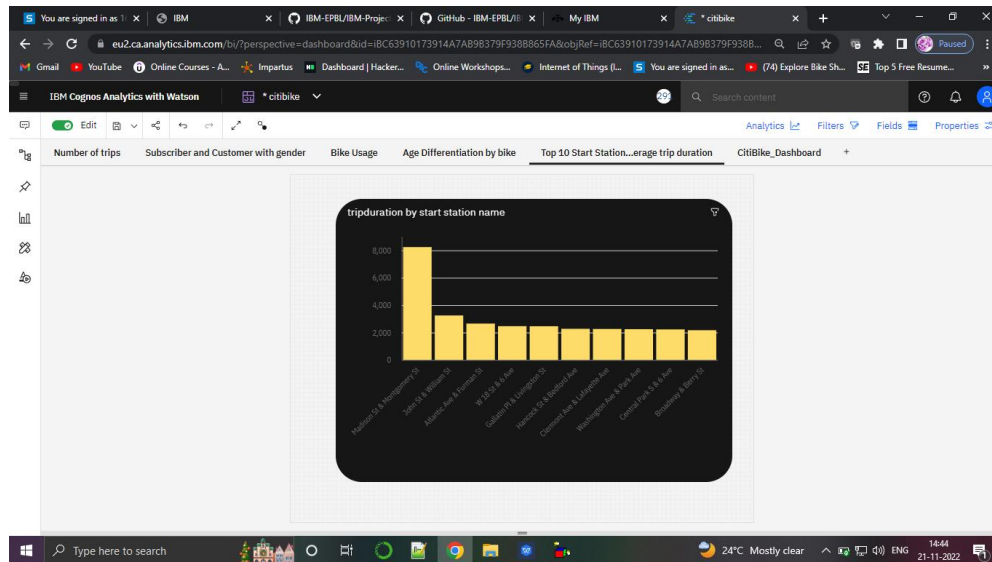 You are signed in as 1
IBM
IBM-EPBL/IBM-Projec
GitHub - IBM-EPBL/IB
My IBM
* citibike
eu2.ca.analytics.ibm.com/bi/?perspective=dashboard&id=iBC63910173914A7AB9B379F938B865FA&objRef=iBC63910173914A7AB9B379F938B...
Paused
Gmail
YouTube
Online Courses - A...
Impartus
Dashboard | Hacker...
Online Workshops...
Internet of Things (I...
You are signed in as...
(74) Explore Bike Sh...
Top 5 Free Resume...
»
IBM Cognos Analytics with Watson
* citibike
Search content
Edit
Analytics
Filters
Fields
Properties
Number of trips
Subscriber and Customer with gender
Bike Usage
Age Differentiation by bike
Top 10 Start Station...erage trip duration
CitiBike_Dashboard
+
tripduration by start station name
8,000
6,000
4,000
2,000
0
Madison St & Montgomery St
John St & William St
Atlantic Ave & Furman St
W 18 St & 6 Ave
Gallatin Pl & Livingston St
Hancock St & Bedford Ave
Clermont Ave & Lafayette Ave
Washington Ave & Park Ave
Central Park S & 6 Ave
Broadway & Berry St
Type here to search
24°C Mostly clear
ENG
14:44
21-11-2022